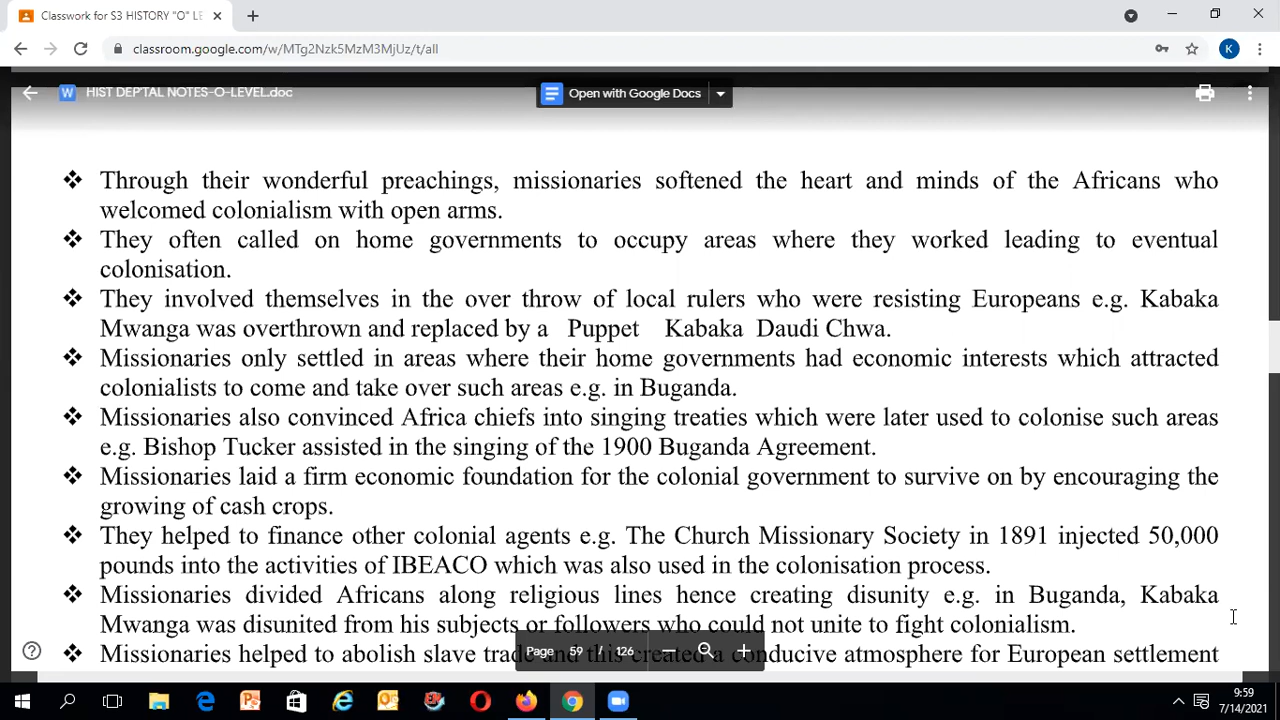 Classwork for S3 HISTORY "O" LE
classroom.google.com/w/MTg2Nzk5MzM3MjUz/t/all
K
HIST DEPTAL NOTES-O-LEVEL.doc
Open with Google Docs
❖ Through their wonderful preachings, missionaries softened the heart and minds of the Africans who
welcomed colonialism with open arms.
❖ They often called on home governments to occupy areas where they worked leading to eventual
colonisation.
❖ They involved themselves in the over throw of local rulers who were resisting Europeans e.g. Kabaka
Mwanga was overthrown and replaced by a Puppet Kabaka Daudi Chwa.
❖ Missionaries only settled in areas where their home governments had economic interests which attracted
colonialists to come and take over such areas e.g. in Buganda.
❖ Missionaries also convinced Africa chiefs into singing treaties which were later used to colonise such areas
e.g. Bishop Tucker assisted in the singing of the 1900 Buganda Agreement.
❖ Missionaries laid a firm economic foundation for the colonial government to survive on by encouraging the
growing of cash crops.
❖ They helped to finance other colonial agents e.g. The Church Missionary Society in 1891 injected 50,000
pounds into the activities of IBEACO which was also used in the colonisation process.
❖ Missionaries divided Africans along religious lines hence creating disunity e.g. in Buganda, Kabaka
Mwanga was disunited from his subjects or followers who could not unite to fight colonialism.
❖ Missionaries helped to abolish slave trade and this created a conducive atmosphere for European settlement
Page 59 / 126
9:59
7/14/2021